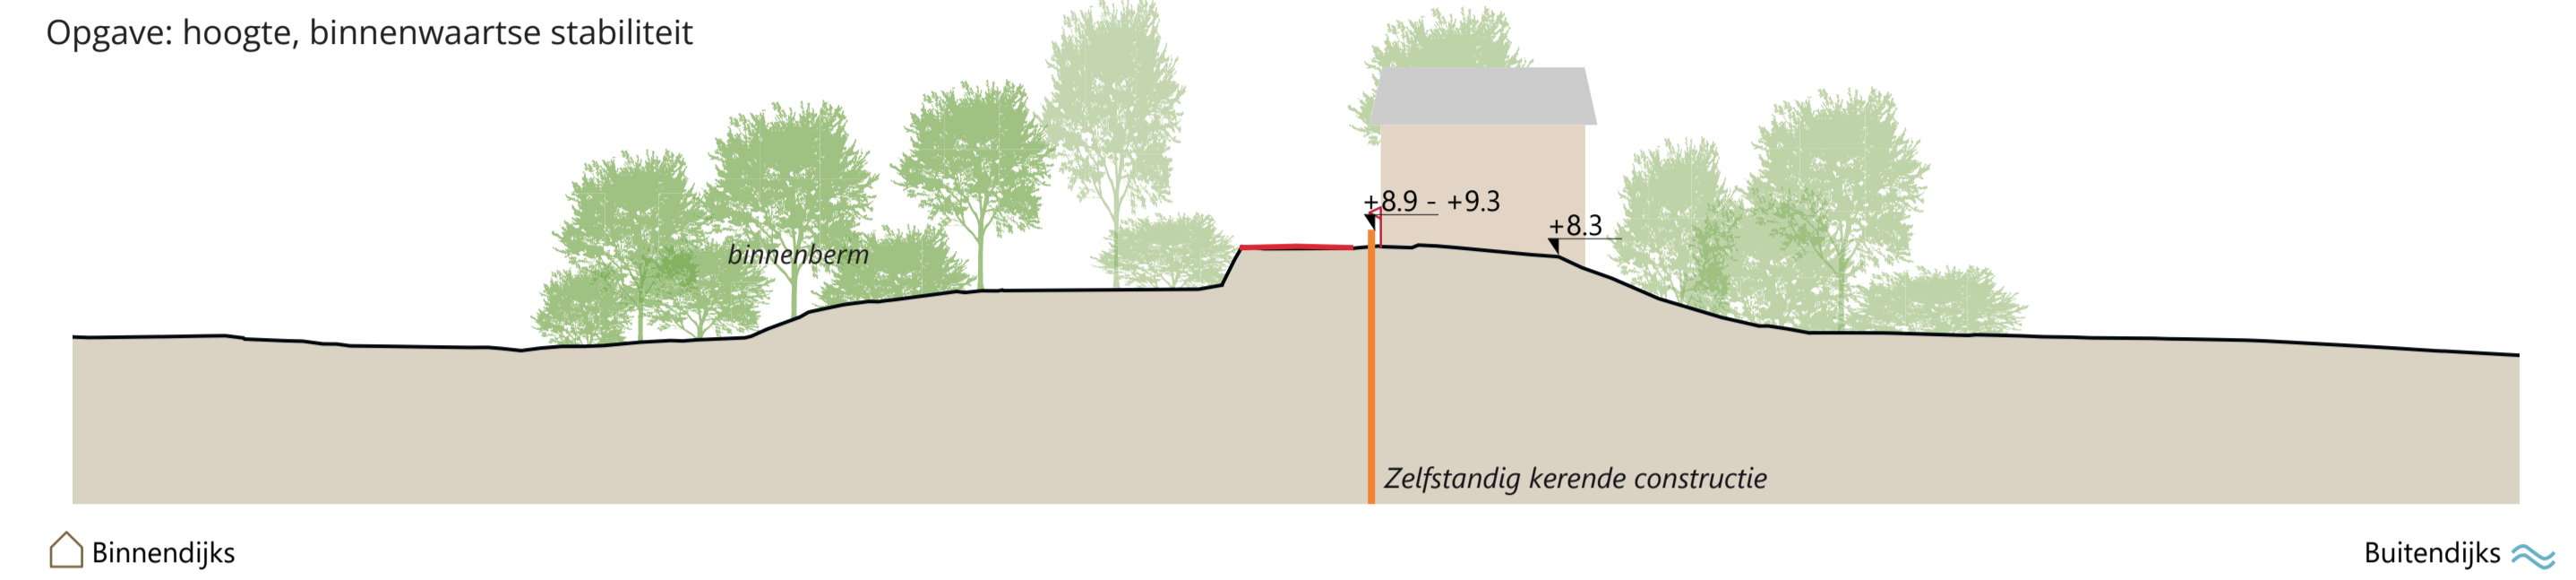 Opgave: hoogte, binnenwaartse stabiliteit
+8.9 - +9.3
+8.3
binnenberm
Zelfstandig kerende constructie
Binnendijks
Buitendijks